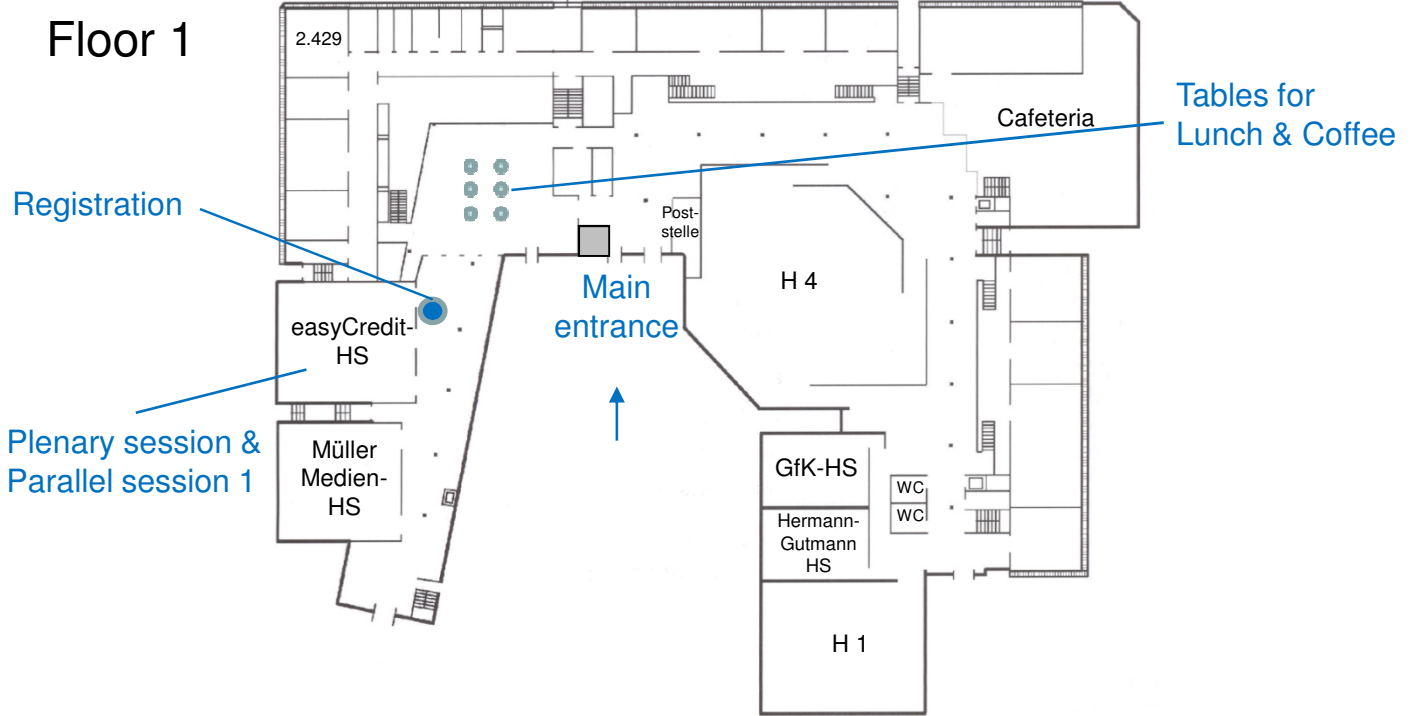 Floor 1
2.429
Cafeteria
Tables for
Lunch & Coffee
Registration
Post-
stelle
Main
entrance
H 4
easyCredit-
HS
Plenary session &
Parallel session 1
Müller
Medien-
HS
GfK-HS
WC
WC
Hermann-
Gutmann
HS
H 1